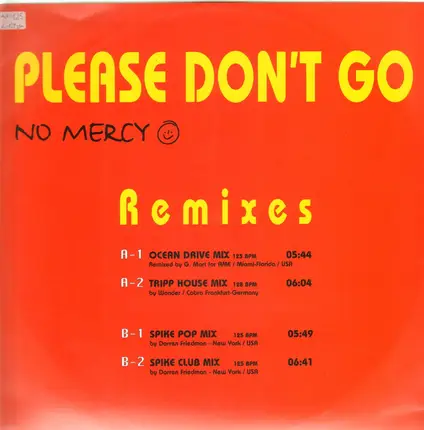 PLEASE DON'T GO
NO MERCY
Remixes
A-1 OCEAN DRIVE MIX 125 BPM 05:44
Remixed by G. Mart for AMM / Miami-Florida / USA
A-2 TRIPP HOUSE MIX 125 BPM 06:04
by Wonder / Cobra Frankfurt-Germany
B-1 SPIKE POP MIX 125 BPM 05:49
by Darren Friedman - New York / USA
B-2 SPIKE CLUB MIX 125 BPM 06:41
by Darren Friedman - New York / USA